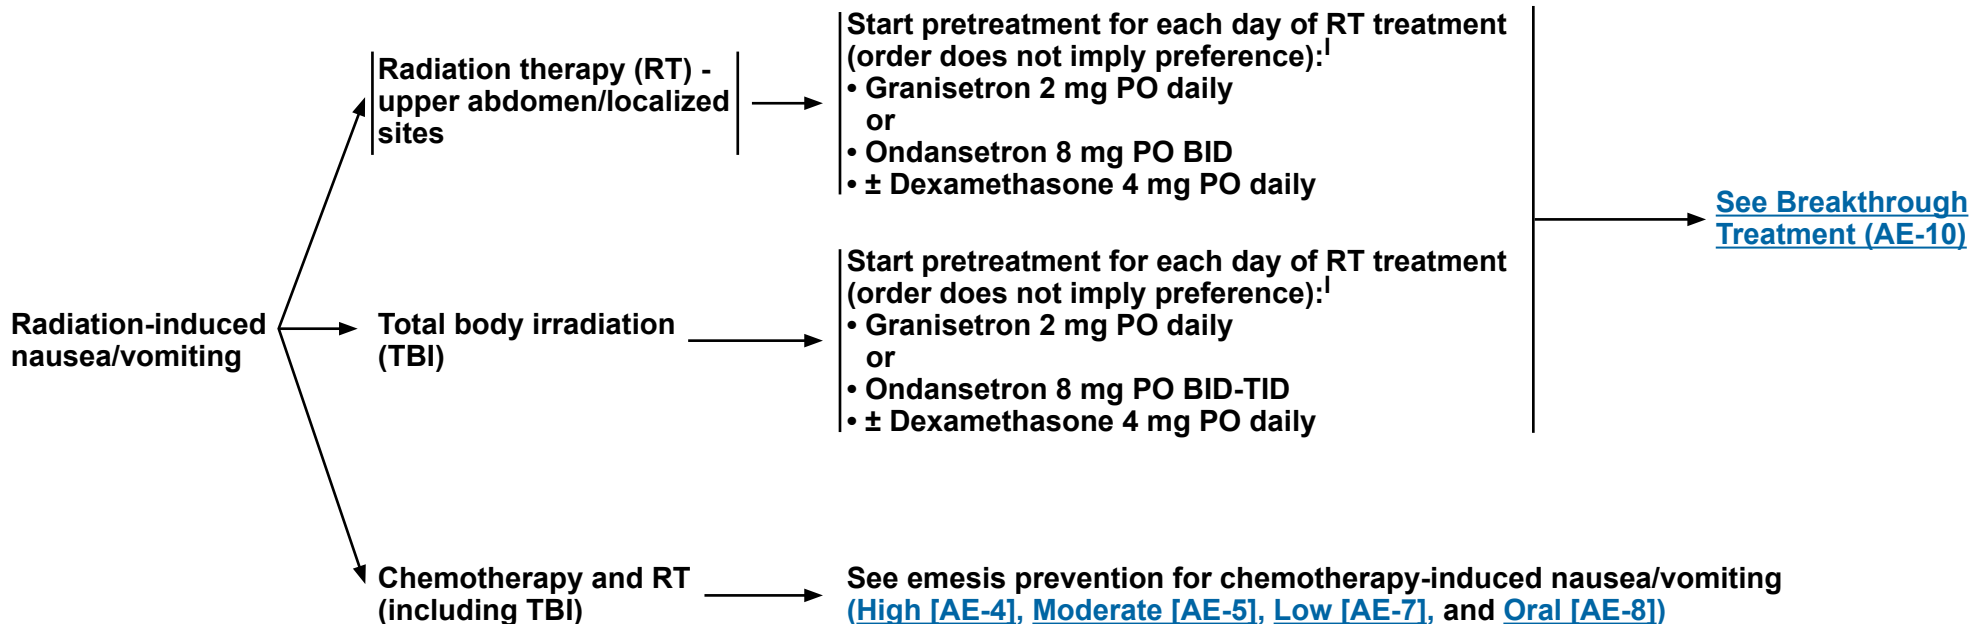 Radiation-induced
nausea/vomiting
Radiation therapy (RT) -
upper abdomen/localized
sites
Start pretreatment for each day of RT treatment
(order does not imply preference):l
• Granisetron 2 mg PO daily
or
• Ondansetron 8 mg PO BID
• ± Dexamethasone 4 mg PO daily
Total body irradiation
(TBI)
Start pretreatment for each day of RT treatment
(order does not imply preference):l
• Granisetron 2 mg PO daily
or
• Ondansetron 8 mg PO BID-TID
• ± Dexamethasone 4 mg PO daily
See Breakthrough
Treatment (AE-10)
Chemotherapy and RT
(including TBI)
See emesis prevention for chemotherapy-induced nausea/vomiting
(High [AE-4], Moderate [AE-5], Low [AE-7], and Oral [AE-8])